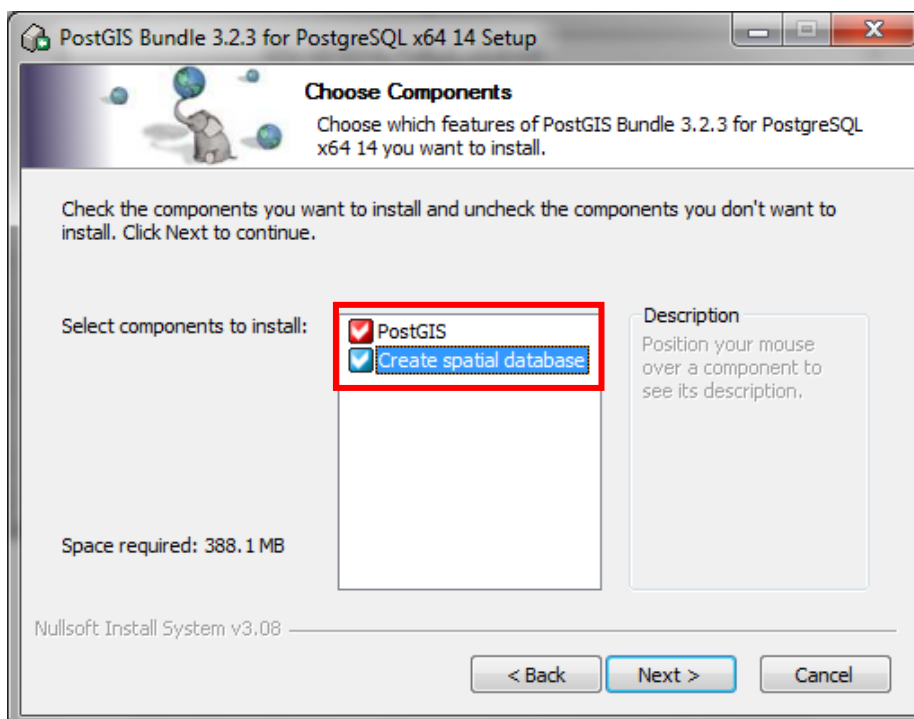 PostGIS Bundle 3.2.3 for PostgreSQL x64 14 Setup
Choose Components
Choose which features of PostGIS Bundle 3.2.3 for PostgreSQL
x64 14 you want to install.
Check the components you want to install and uncheck the components you don't want to
install. Click Next to continue.
Select components to install:
PostGIS
Create spatial database
Description
Position your mouse
over a component to
see its description.
Space required: 388.1 MB
Nullsoft Install System v3.08
< Back
Next >
Cancel